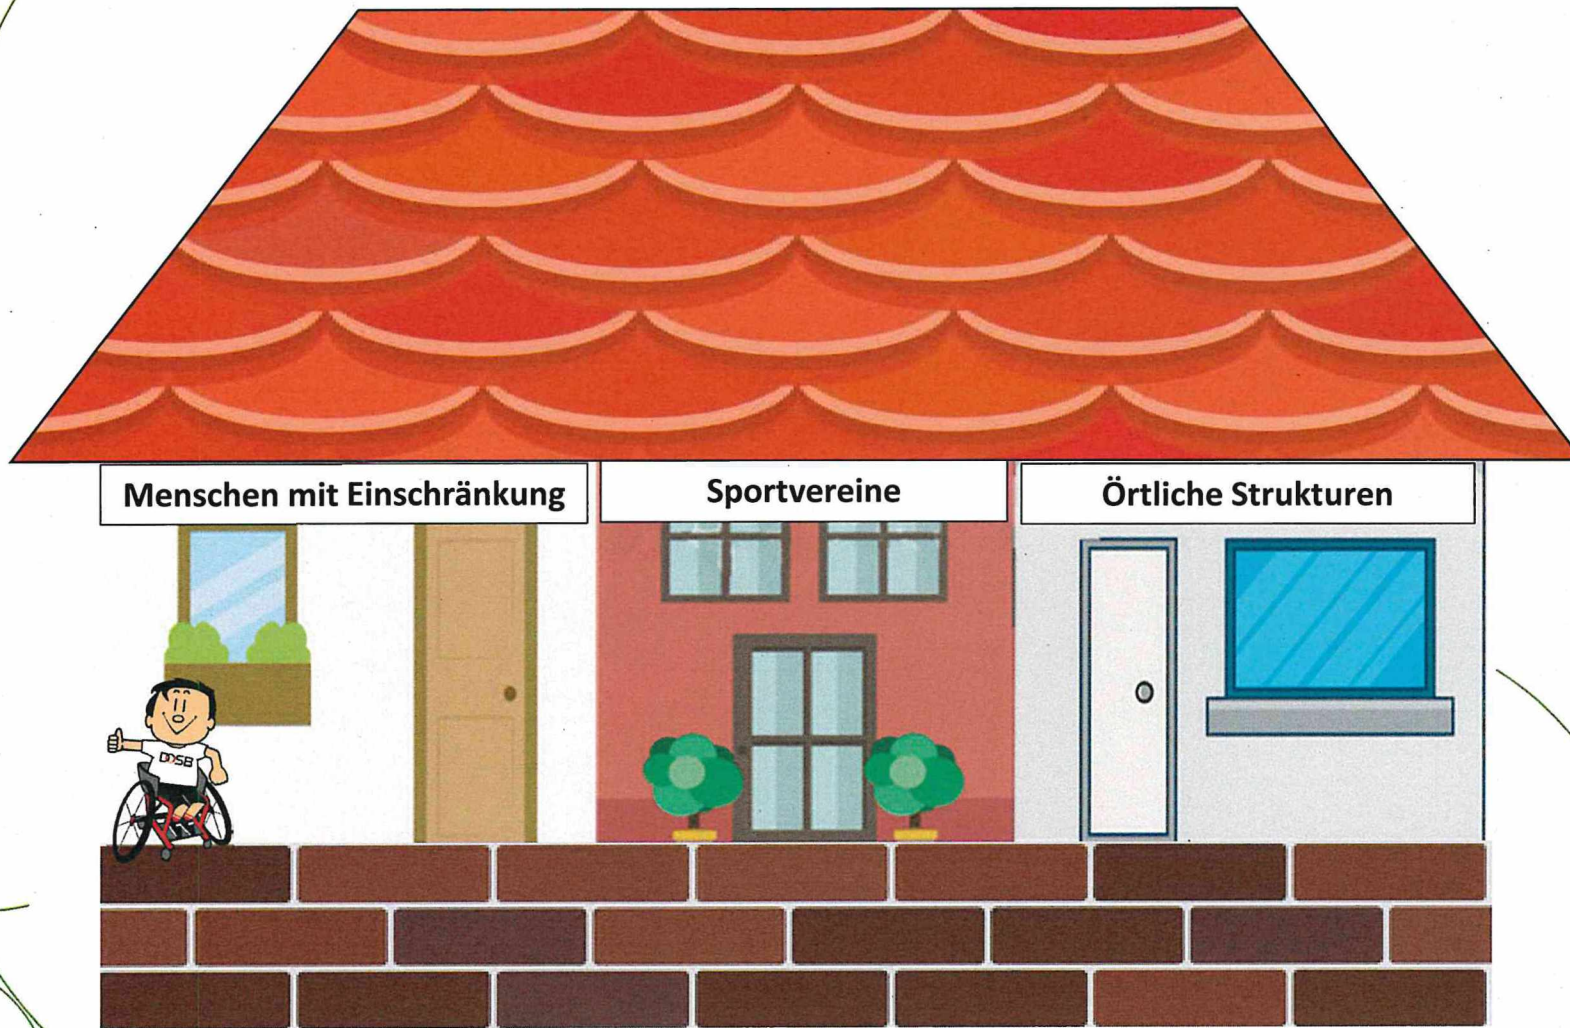 Menschen mit Einschränkung
Sportvereine
Örtliche Strukturen
DOSB